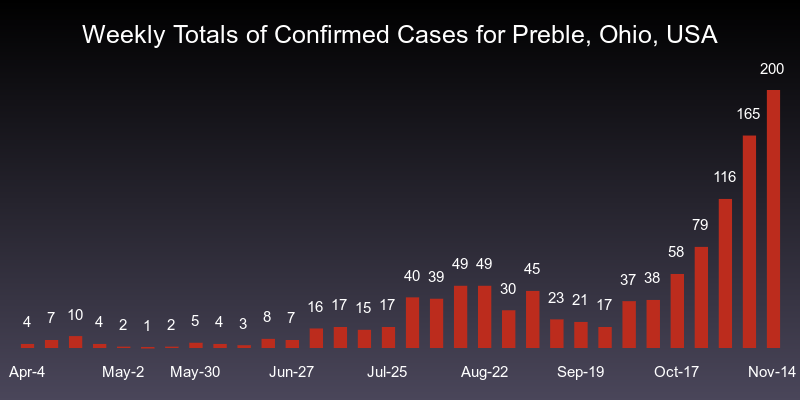 Weekly Totals of Confirmed Cases for Preble, Ohio, USA
4 7 10 4 2 1 2 5 4 3 8 7 16 17 15 17 40 39 49 49 30 45 23 21 17 37 38 58 79 116 165 200
Apr-4 May-2 May-30 Jun-27 Jul-25 Aug-22 Sep-19 Oct-17 Nov-14